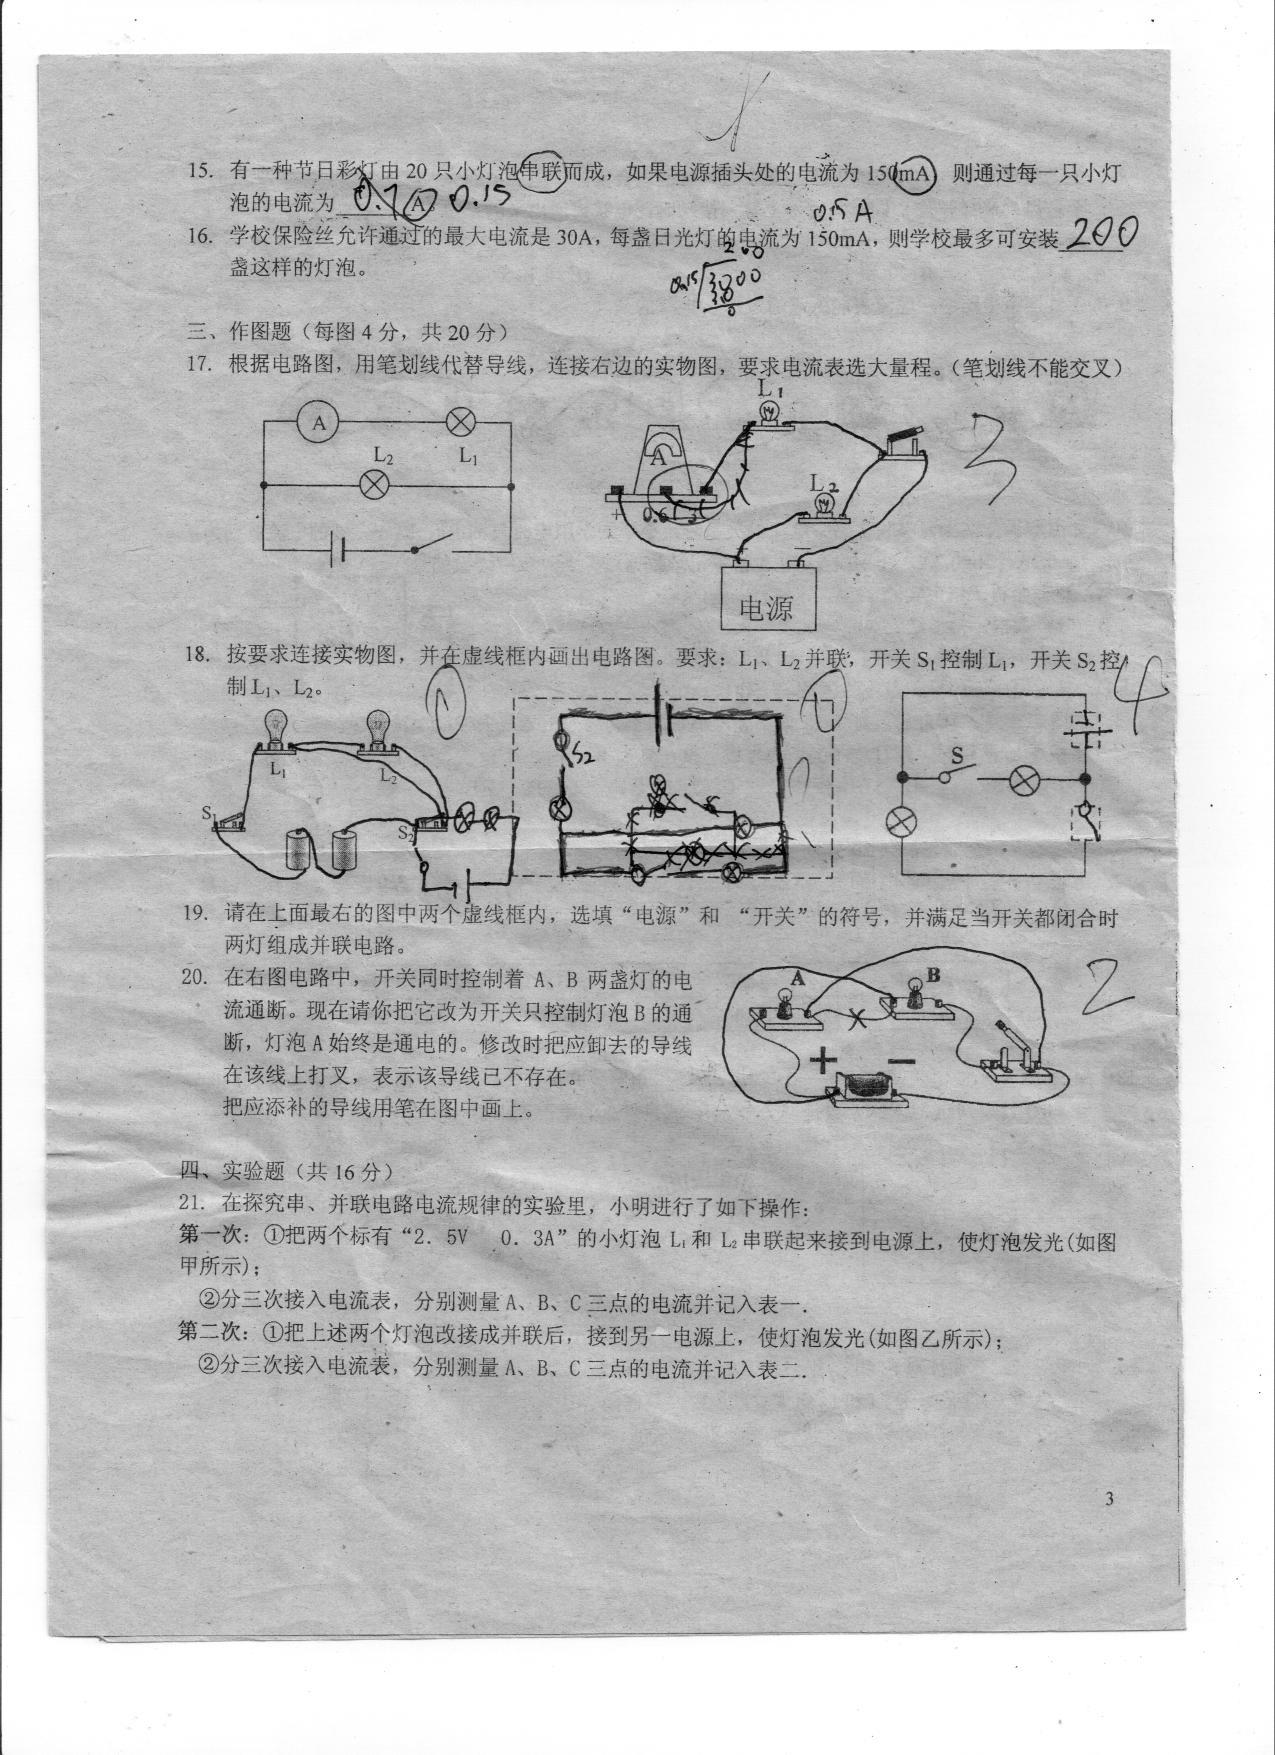 15. 有一种节日彩灯由 20 只小灯泡串联而成，如果电源插头处的电流为 150mA 则通过每一只小灯
泡的电流为 A。 0.15
0.15 A
16. 学校保险丝允许通过的最大电流是 30A，每盏日光灯的电流为 150mA，则学校最多可安装 200
盏这样的灯泡。
200
0.15
三、作图题（每图 4 分，共 20 分）
17. 根据电路图，用笔划线代替导线，连接右边的实物图，要求电流表选大量程。（笔划线不能交叉）
A L2 L1
L1 A L2 3
+ 0.6 3
+ −
电源
18. 按要求连接实物图，并在虚线框内画出电路图。要求：L1、L2 并联，开关 S1 控制 L1，开关 S2 控
制 L1、L2。
L1 L2 S1 S2
S2
S 4
19. 请在上面最右的图中两个虚线框内，选填“电源”和 “开关”的符号，并满足当开关都闭合时
两灯组成并联电路。
20. 在右图电路中，开关同时控制着 A、B 两盏灯的电
流通断。现在请你把它改为开关只控制灯泡 B 的通
断，灯泡 A 始终是通电的。修改时把应卸去的导线
在该线上打叉，表示该导线已不存在。
把应添补的导线用笔在图中画上。
A B 2
+ −
四、实验题（共 16 分）
21. 在探究串、并联电路电流规律的实验里，小明进行了如下操作：
第一次：①把两个标有“2．5V 0．3A”的小灯泡 L1 和 L2 串联起来接到电源上，使灯泡发光(如图
甲所示)；
②分三次接入电流表，分别测量 A、B、C 三点的电流并记入表一．
第二次：①把上述两个灯泡改接成并联后，接到另一电源上，使灯泡发光(如图乙所示)；
②分三次接入电流表，分别测量 A、B、C 三点的电流并记入表二．
3